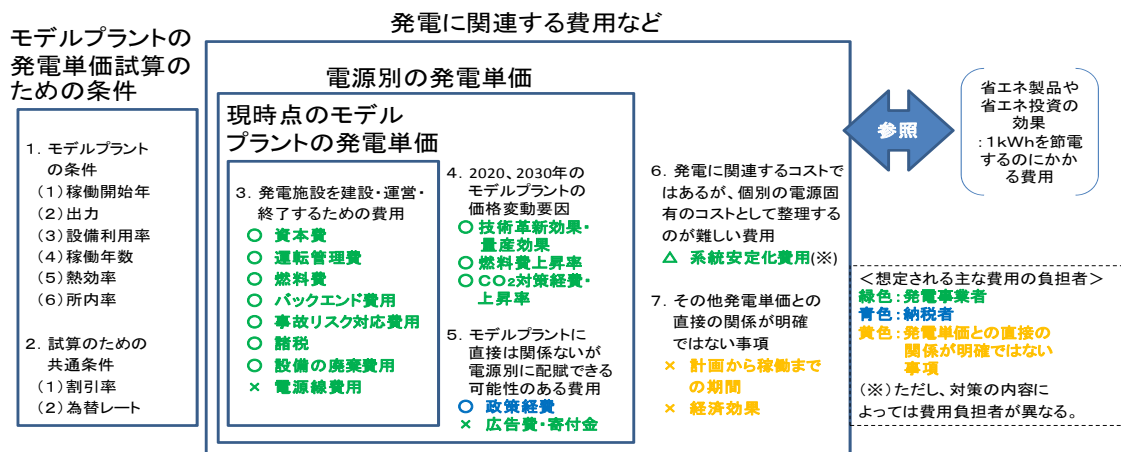 発電に関連する費用など
モデルプラントの
発電単価試算の
ための条件
1．モデルプラント
の条件
(1)稼働開始年
(2)出力
(3)設備利用率
(4)稼働年数
(5)熱効率
(6)所内率
2．試算のための
共通条件
(1)割引率
(2)為替レート
電源別の発電単価
現時点のモデル
プラントの発電単価
3．発電施設を建設・運営・
終了するための費用
○ 資本費
○ 運転管理費
○ 燃料費
○ バックエンド費用
○ 事故リスク対応費用
○ 諸税
○ 設備の廃棄費用
× 電源線費用
4．2020、2030年の
モデルプラントの
価格変動要因
○ 技術革新効果・
量産効果
○ 燃料費上昇率
○ CO2対策経費・
上昇率
5．モデルプラントに
直接は関係ないが
電源別に配賦できる
可能性のある費用
○ 政策経費
× 広告費・寄付金
6．発電に関連するコストで
はあるが、個別の電源固
有のコストとして整理する
のが難しい費用
△ 系統安定化費用(※)
7．その他発電単価との
直接の関係が明確
ではない事項
× 計画から稼働まで
の期間
× 経済効果
参照
省エネ製品や
省エネ投資の
効果
：1kWhを節電
するのにかか
る費用
＜想定される主な費用の負担者＞
緑色：発電事業者
青色：納税者
黄色：発電単価との直接の
関係が明確ではない
事項
(※)ただし、対策の内容に
よっては費用負担者が異なる。